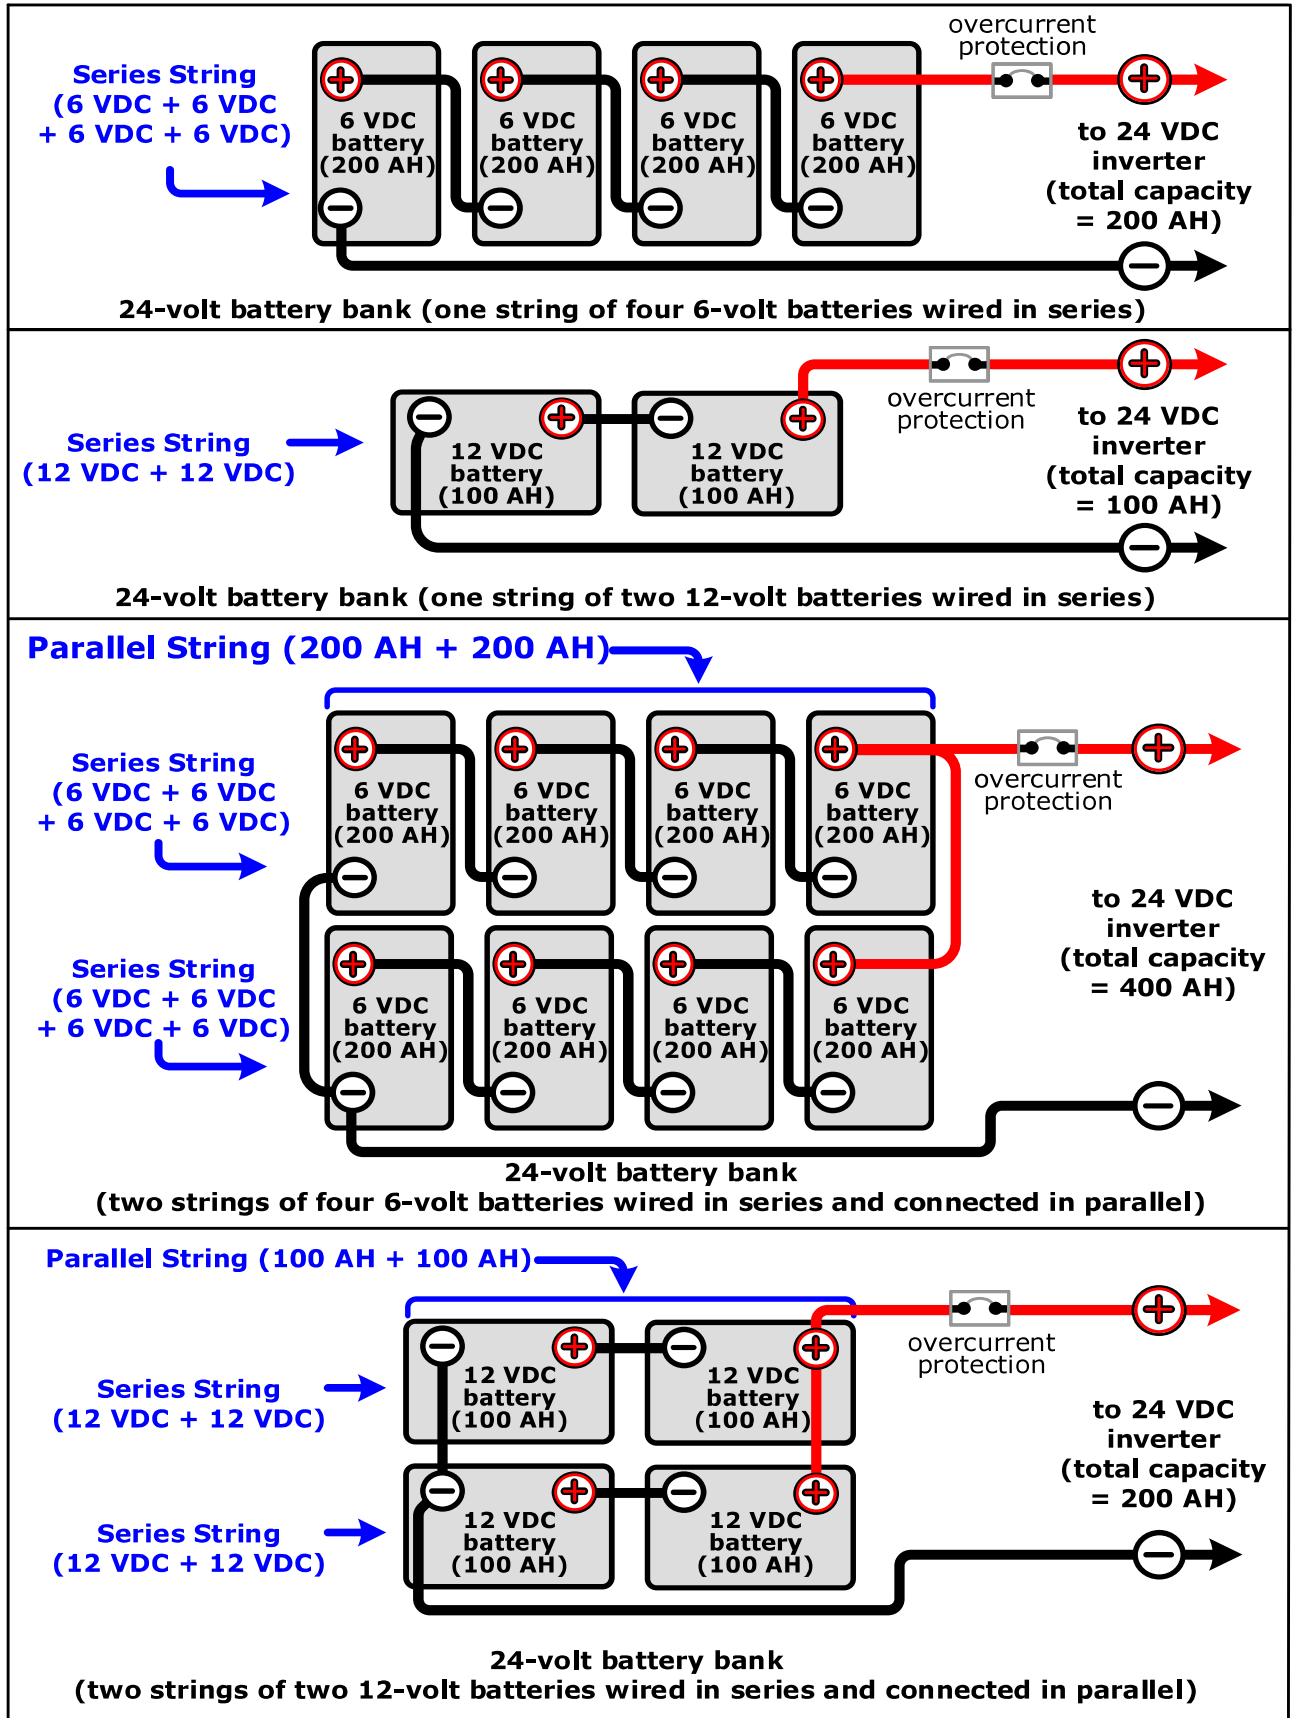 overcurrent
protection
Series String
(6 VDC + 6 VDC
+ 6 VDC + 6 VDC)
6 VDC
battery
(200 AH)
6 VDC
battery
(200 AH)
6 VDC
battery
(200 AH)
6 VDC
battery
(200 AH)
to 24 VDC
inverter
(total capacity
= 200 AH)
24-volt battery bank (one string of four 6-volt batteries wired in series)
overcurrent
protection
Series String
(12 VDC + 12 VDC)
12 VDC
battery
(100 AH)
12 VDC
battery
(100 AH)
to 24 VDC
inverter
(total capacity
= 100 AH)
24-volt battery bank (one string of two 12-volt batteries wired in series)
Parallel String (200 AH + 200 AH)
overcurrent
protection
Series String
(6 VDC + 6 VDC
+ 6 VDC + 6 VDC)
6 VDC
battery
(200 AH)
6 VDC
battery
(200 AH)
6 VDC
battery
(200 AH)
6 VDC
battery
(200 AH)
Series String
(6 VDC + 6 VDC
+ 6 VDC + 6 VDC)
6 VDC
battery
(200 AH)
6 VDC
battery
(200 AH)
6 VDC
battery
(200 AH)
6 VDC
battery
(200 AH)
to 24 VDC
inverter
(total capacity
= 400 AH)
24-volt battery bank
(two strings of four 6-volt batteries wired in series and connected in parallel)
Parallel String (100 AH + 100 AH)
overcurrent
protection
Series String
(12 VDC + 12 VDC)
12 VDC
battery
(100 AH)
12 VDC
battery
(100 AH)
Series String
(12 VDC + 12 VDC)
12 VDC
battery
(100 AH)
12 VDC
battery
(100 AH)
to 24 VDC
inverter
(total capacity
= 200 AH)
24-volt battery bank
(two strings of two 12-volt batteries wired in series and connected in parallel)